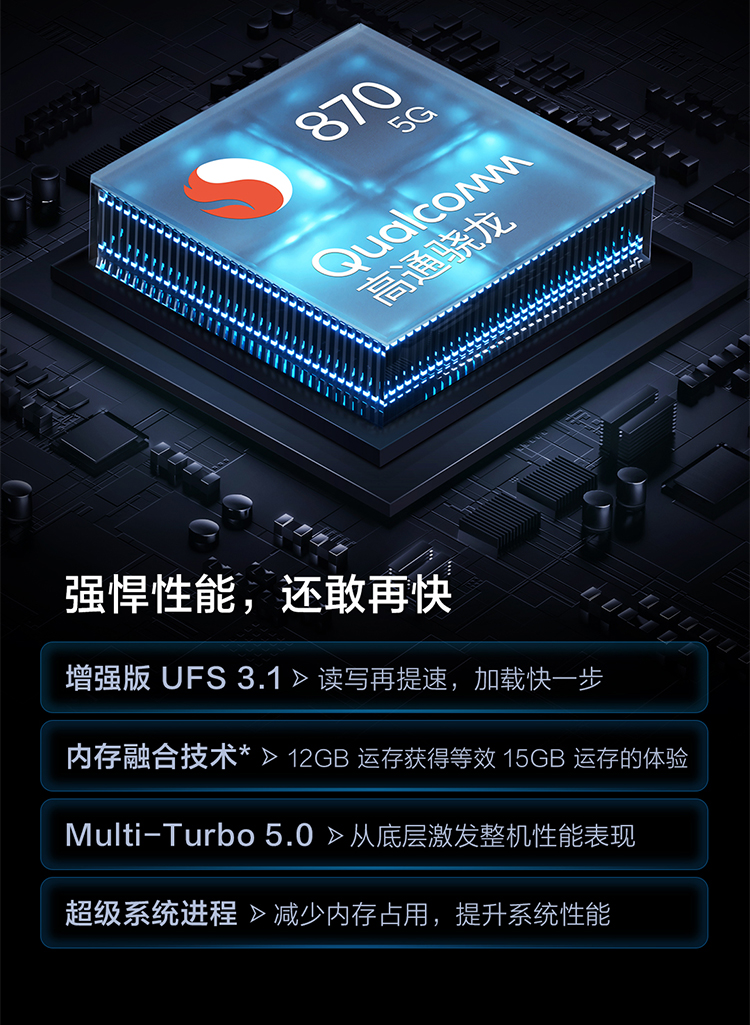 870
5G
Qualcomm
高通骁龙
强悍性能，还敢再快
增强版 UFS 3.1 > 读写再提速，加载快一步
内存融合技术* > 12GB 运存获得等效 15GB 运存的体验
Multi-Turbo 5.0 > 从底层激发整机性能表现
超级系统进程 > 减少内存占用，提升系统性能